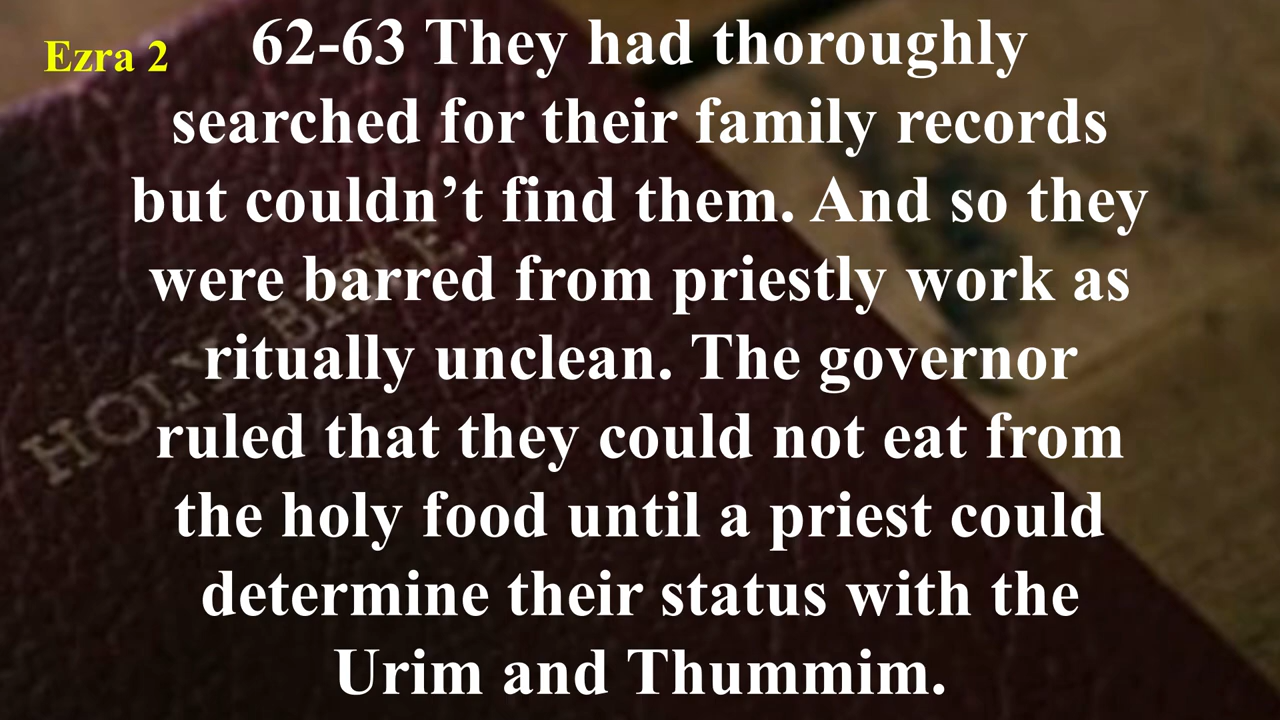 Ezra 2
62-63 They had thoroughly
searched for their family records
but couldn’t find them. And so they
were barred from priestly work as
ritually unclean. The governor
ruled that they could not eat from
the holy food until a priest could
determine their status with the
Urim and Thummim.
HOLY BIBLE